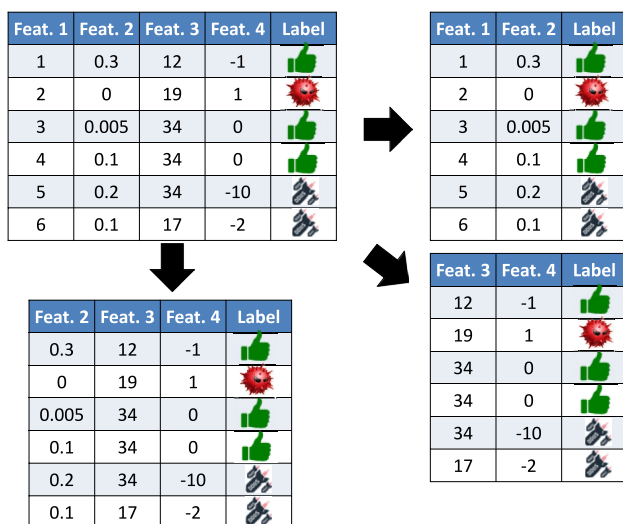 Feat. 1 Feat. 2 Feat. 3 Feat. 4 Label
1 0.3 12 -1
2 0 19 1
3 0.005 34 0
4 0.1 34 0
5 0.2 34 -10
6 0.1 17 -2
Feat. 1 Feat. 2 Label
1 0.3
2 0
3 0.005
4 0.1
5 0.2
6 0.1
Feat. 2 Feat. 3 Feat. 4 Label
0.3 12 -1
0 19 1
0.005 34 0
0.1 34 0
0.2 34 -10
0.1 17 -2
Feat. 3 Feat. 4 Label
12 -1
19 1
34 0
34 0
34 -10
17 -2